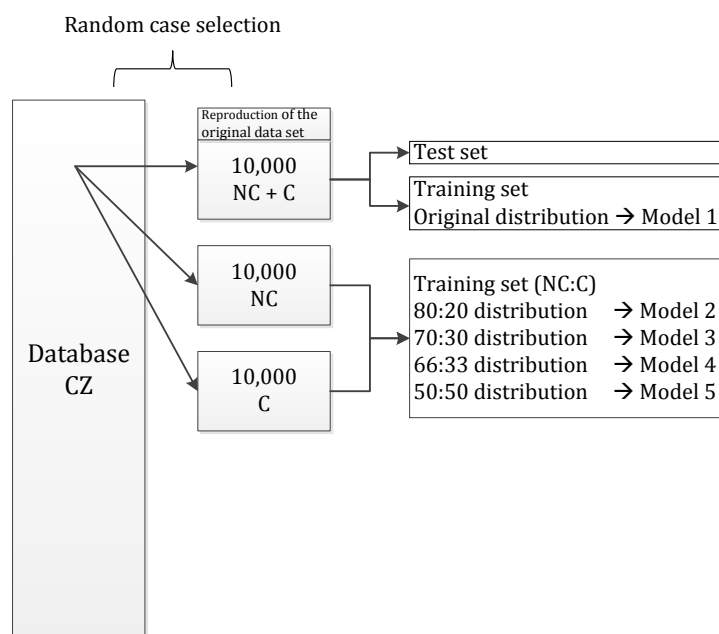 Random case selection
Database
CZ
Reproduction of the
original data set
10,000
NC + C
10,000
NC
10,000
C
Test set
Training set
Original distribution → Model 1
Training set (NC:C)
80:20 distribution → Model 2
70:30 distribution → Model 3
66:33 distribution → Model 4
50:50 distribution → Model 5